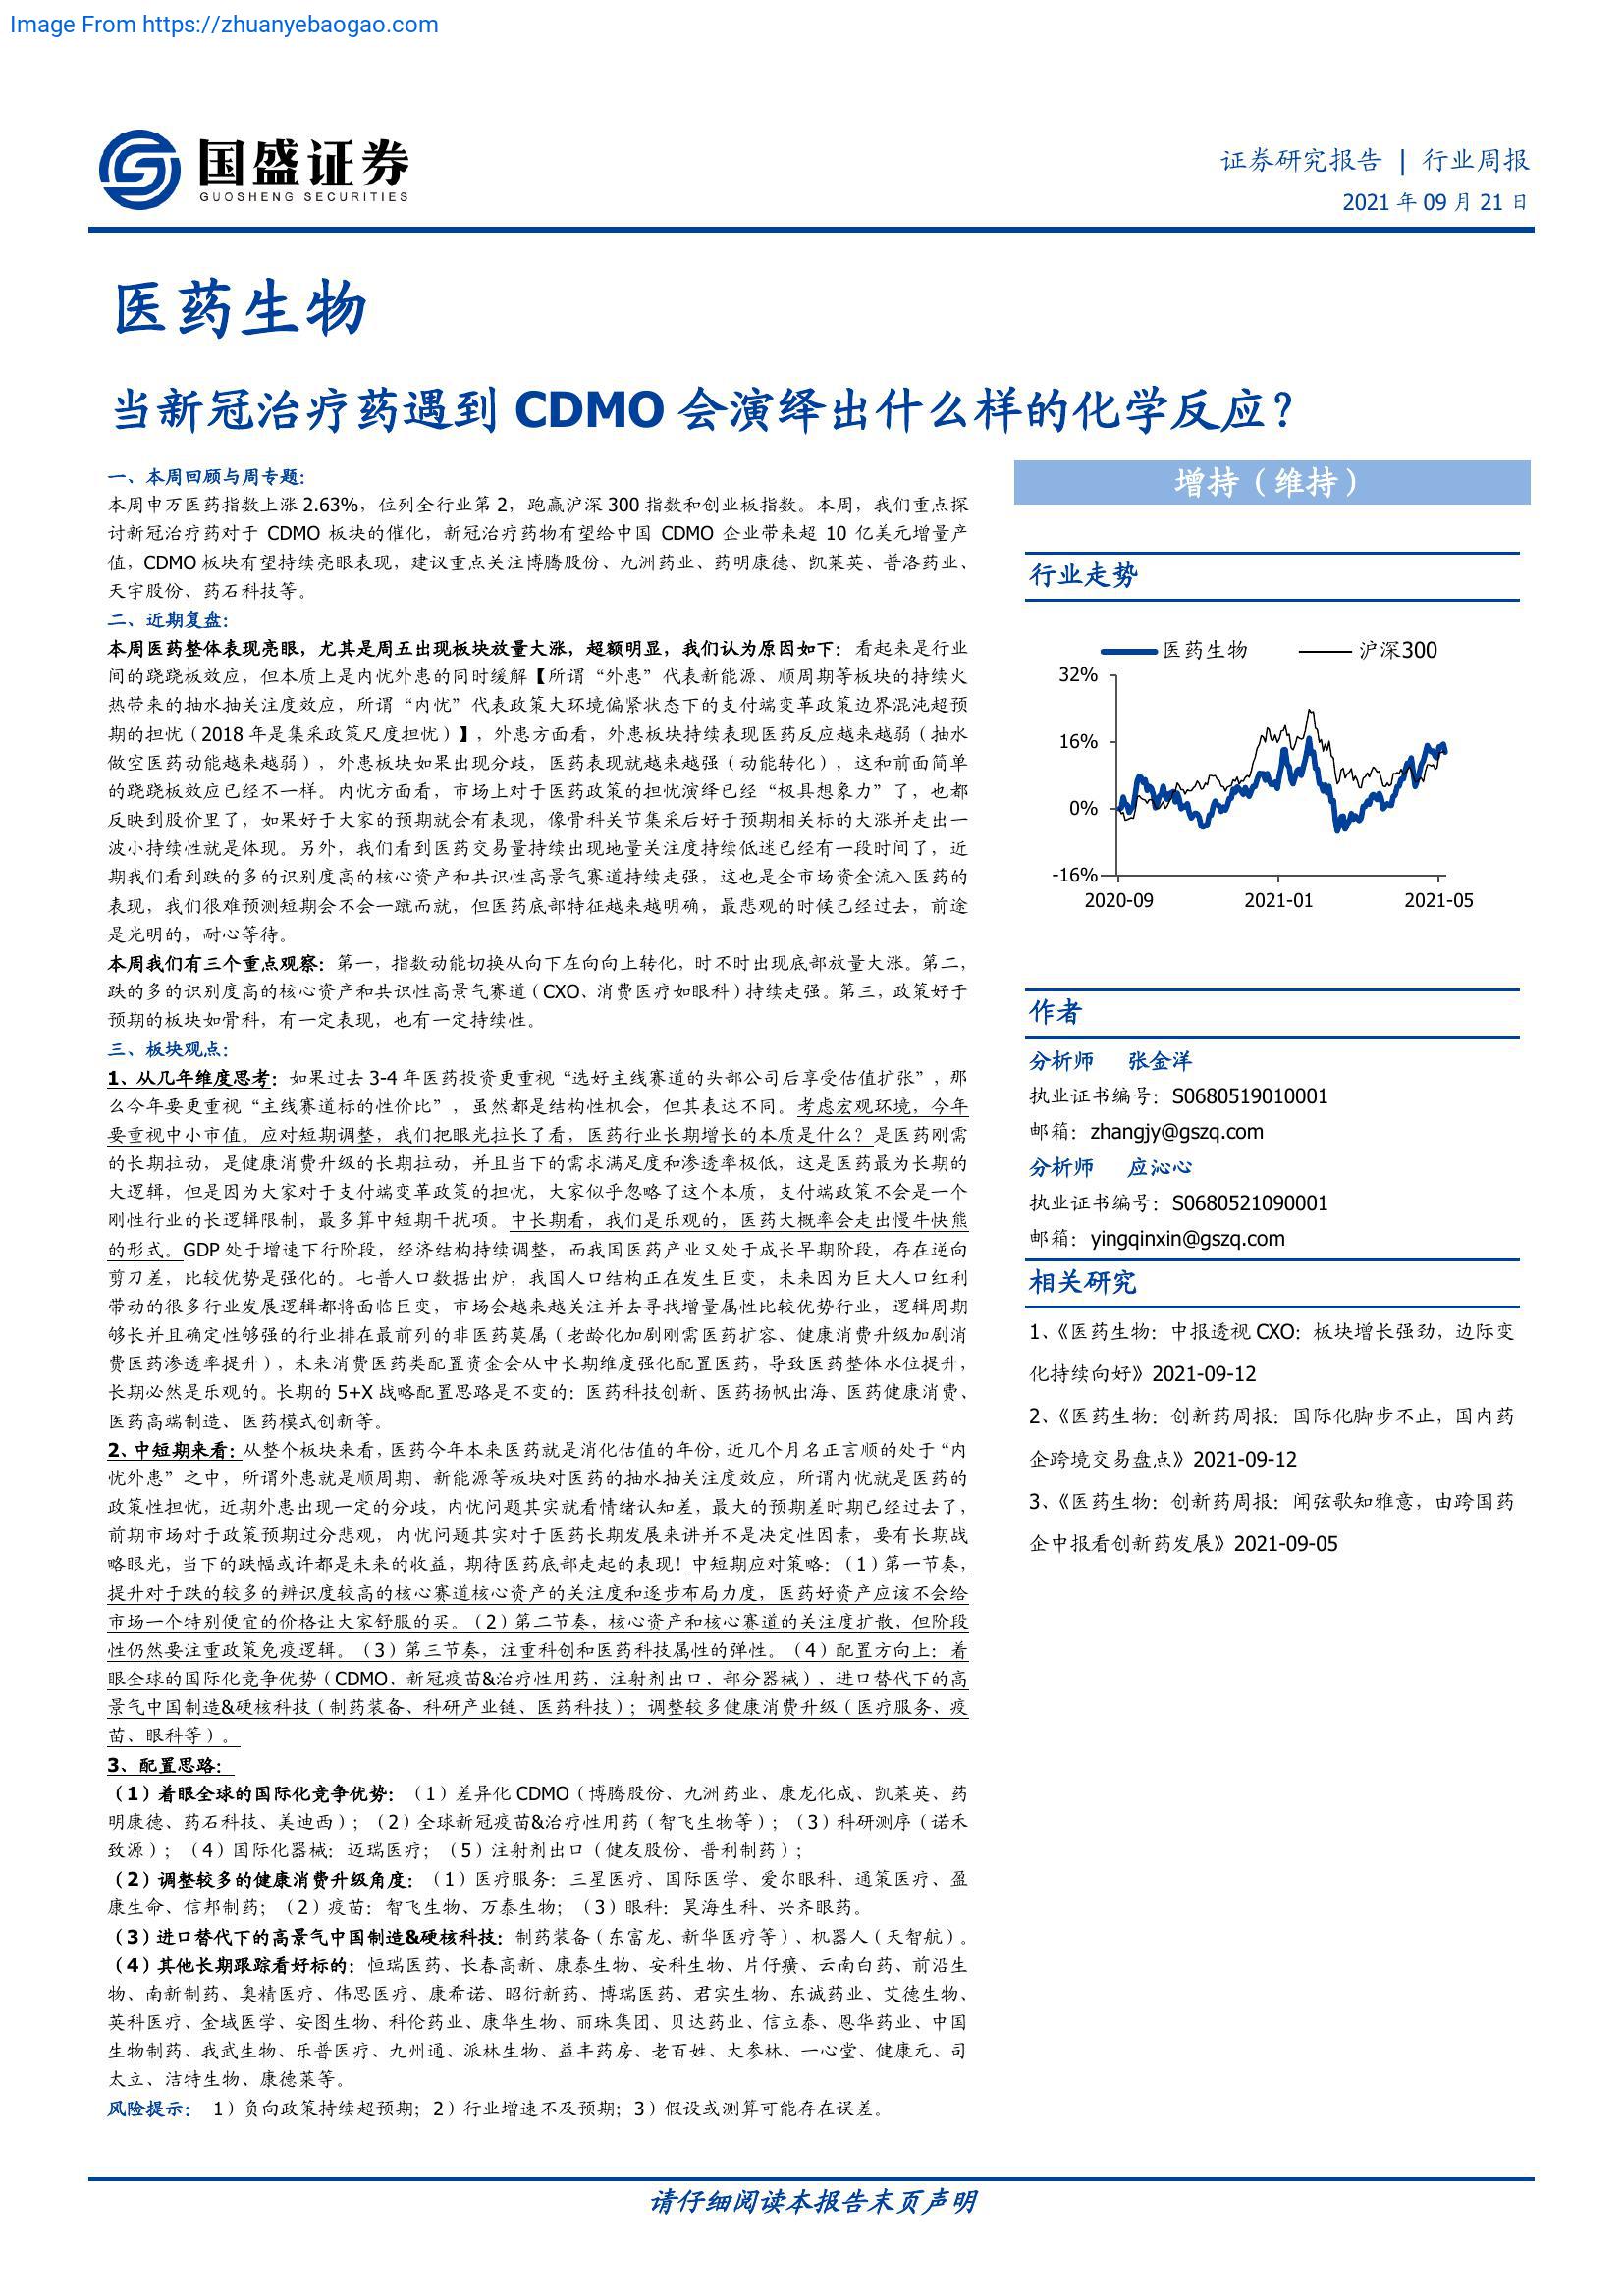 Image From https://zhuanyebaogao.com
国盛证券
GUOSHENG SECURITIES
证券研究报告 | 行业周报
2021 年 09 月 21 日
医药生物
当新冠治疗药遇到 CDMO 会演绎出什么样的化学反应？
一、本周回顾与周专题：
本周申万医药指数上涨 2.63%，位列全行业第 2，跑赢沪深 300 指数和创业板指数。本周，我们重点探
讨新冠治疗药对于 CDMO 板块的催化，新冠治疗药物有望给中国 CDMO 企业带来超 10 亿美元增量产
值，CDMO 板块有望持续亮眼表现，建议重点关注博腾股份、九洲药业、药明康德、凯莱英、普洛药业、
天宇股份、药石科技等。
二、近期复盘：
本周医药整体表现亮眼，尤其是周五出现板块放量大涨，超额明显，我们认为原因如下：看起来是行业
间的跷跷板效应，但本质上是内忧外患的同时缓解【所谓“外患”代表新能源、顺周期等板块的持续火
热带来的抽水抽关注度效应，所谓“内忧”代表政策大环境偏紧状态下的支付端变革政策边界混沌超预
期的担忧（2018 年是集采政策尺度担忧）】，外患方面看，外患板块持续表现医药反应越来越弱（抽水
做空医药动能越来越弱），外患板块如果出现分歧，医药表现就越来越强（动能转化），这和前面简单
的跷跷板效应已经不一样。内忧方面看，市场上对于医药政策的担忧演绎已经“极具想象力”了，也都
反映到股价里了，如果好于大家的预期就会有表现，像骨科关节集采后好于预期相关标的大涨并走出一
波小持续性就是体现。另外，我们看到医药交易量持续出现地量关注度持续低迷已经有一段时间了，近
期我们看到跌的多的识别度高的核心资产和共识性高景气赛道持续走强，这也是全市场资金流入医药的
表现，我们很难预测短期会不会一蹴而就，但医药底部特征越来越明确，最悲观的时候已经过去，前途
是光明的，耐心等待。
本周我们有三个重点观察：第一，指数动能切换从向下在向向上转化，时不时出现底部放量大涨。第二，
跌的多的识别度高的核心资产和共识性高景气赛道（CXO、消费医疗如眼科）持续走强。第三，政策好于
预期的板块如骨科，有一定表现，也有一定持续性。
三、板块观点：
1、从几年维度思考：如果过去 3-4 年医药投资更重视“选好主线赛道的头部公司后享受估值扩张”，那
么今年要更重视“主线赛道标的性价比”，虽然都是结构性机会，但其表达不同。考虑宏观环境，今年
要重视中小市值。应对短期调整，我们把眼光拉长了看，医药行业长期增长的本质是什么？是医药刚需
的长期拉动，是健康消费升级的长期拉动，并且当下的需求满足度和渗透率极低，这是医药最为长期的
大逻辑，但是因为大家对于支付端变革政策的担忧，大家似乎忽略了这个本质，支付端政策不会是一个
刚性行业的长逻辑限制，最多算中短期干扰项。中长期看，我们是乐观的，医药大概率会走出慢牛快熊
的形式。GDP 处于增速下行阶段，经济结构持续调整，而我国医药产业又处于成长早期阶段，存在逆向
剪刀差，比较优势是强化的。七普人口数据出炉，我国人口结构正在发生巨变，未来因为巨大人口红利
带动的很多行业发展逻辑都将面临巨变，市场会越来越关注并去寻找增量属性比较优势行业，逻辑周期
够长并且确定性够强的行业排在最前列的非医药莫属（老龄化加剧刚需医药扩容、健康消费升级加剧消
费医药渗透率提升），未来消费医药类配置资金会从中长期维度强化配置医药，导致医药整体水位提升，
长期必然是乐观的。长期的 5+X 战略配置思路是不变的：医药科技创新、医药扬帆出海、医药健康消费、
医药高端制造、医药模式创新等。
2、中短期来看：从整个板块来看，医药今年本来医药就是消化估值的年份，近几个月名正言顺的处于“内
忧外患”之中，所谓外患就是顺周期、新能源等板块对医药的抽水抽关注度效应，所谓内忧就是医药的
政策性担忧，近期外患出现一定的分歧，内忧问题其实就看情绪认知差，最大的预期差时期已经过去了，
前期市场对于政策预期过分悲观，内忧问题其实对于医药长期发展来讲并不是决定性因素，要有长期战
略眼光，当下的跌幅或许都是未来的收益，期待医药底部走起的表现！中短期应对策略：（1）第一节奏，
提升对于跌的较多的辨识度较高的核心赛道核心资产的关注度和逐步布局力度，医药好资产应该不会给
市场一个特别便宜的价格让大家舒服的买。（2）第二节奏，核心资产和核心赛道的关注度扩散，但阶段
性仍然要注重政策免疫逻辑。（3）第三节奏，注重科创和医药科技属性的弹性。（4）配置方向上：着
眼全球的国际化竞争优势（CDMO、新冠疫苗&治疗性用药、注射剂出口、部分器械）、进口替代下的高
景气中国制造&硬核科技（制药装备、科研产业链、医药科技）；调整较多健康消费升级（医疗服务、疫
苗、眼科等）。
3、配置思路：
（1）着眼全球的国际化竞争优势：（1）差异化 CDMO（博腾股份、九洲药业、康龙化成、凯莱英、药
明康德、药石科技、美迪西）；（2）全球新冠疫苗&治疗性用药（智飞生物等）；（3）科研测序（诺禾
致源）；（4）国际化器械：迈瑞医疗；（5）注射剂出口（健友股份、普利制药）；
（2）调整较多的健康消费升级角度：（1）医疗服务：三星医疗、国际医学、爱尔眼科、通策医疗、盈
康生命、信邦制药；（2）疫苗：智飞生物、万泰生物；（3）眼科：昊海生科、兴齐眼药。
（3）进口替代下的高景气中国制造&硬核科技：制药装备（东富龙、新华医疗等）、机器人（天智航）。
（4）其他长期跟踪看好标的：恒瑞医药、长春高新、康泰生物、安科生物、片仔癀、云南白药、前沿生
物、南新制药、奥精医疗、伟思医疗、康希诺、昭衍新药、博瑞医药、君实生物、东诚药业、艾德生物、
英科医疗、金域医学、安图生物、科伦药业、康华生物、丽珠集团、贝达药业、信立泰、恩华药业、中国
生物制药、我武生物、乐普医疗、九州通、派林生物、益丰药房、老百姓、大参林、一心堂、健康元、司
太立、洁特生物、康德莱等。
风险提示： 1）负向政策持续超预期；2）行业增速不及预期；3）假设或测算可能存在误差。
增持（维持）
行业走势
医药生物 沪深300
32%
16%
0%
-16%
2020-09 2021-01 2021-05
作者
分析师 张金洋
执业证书编号：S0680519010001
邮箱：zhangjy@gszq.com
分析师 应沁心
执业证书编号：S0680521090001
邮箱：yingqinxin@gszq.com
相关研究
1、《医药生物：中报透视 CXO：板块增长强劲，边际变
化持续向好》2021-09-12
2、《医药生物：创新药周报：国际化脚步不止，国内药
企跨境交易盘点》2021-09-12
3、《医药生物：创新药周报：闻弦歌知雅意，由跨国药
企中报看创新药发展》2021-09-05
请仔细阅读本报告末页声明